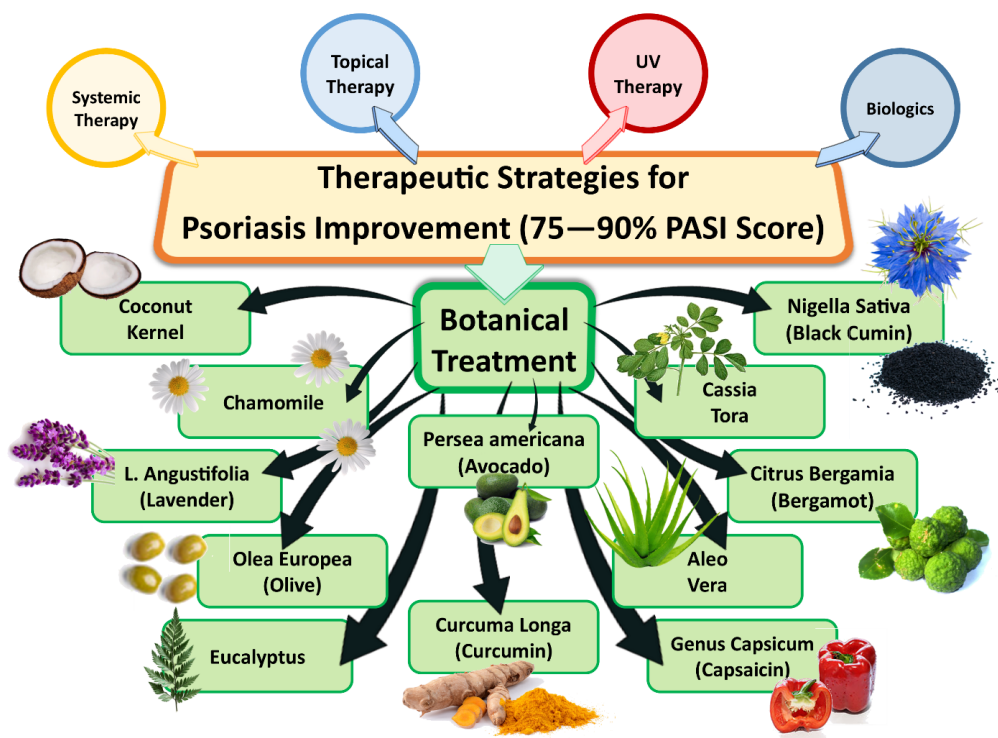 Systemic
Therapy
Topical
Therapy
UV
Therapy
Biologics
Therapeutic Strategies for
Psoriasis Improvement (75—90% PASI Score)
Botanical
Treatment
Coconut
Kernel
Nigella Sativa
(Black Cumin)
Chamomile
Cassia
Tora
Persea americana
(Avocado)
L. Angustifolia
(Lavender)
Citrus Bergamia
(Bergamot)
Olea Europea
(Olive)
Aleo
Vera
Eucalyptus
Curcuma Longa
(Curcumin)
Genus Capsicum
(Capsaicin)